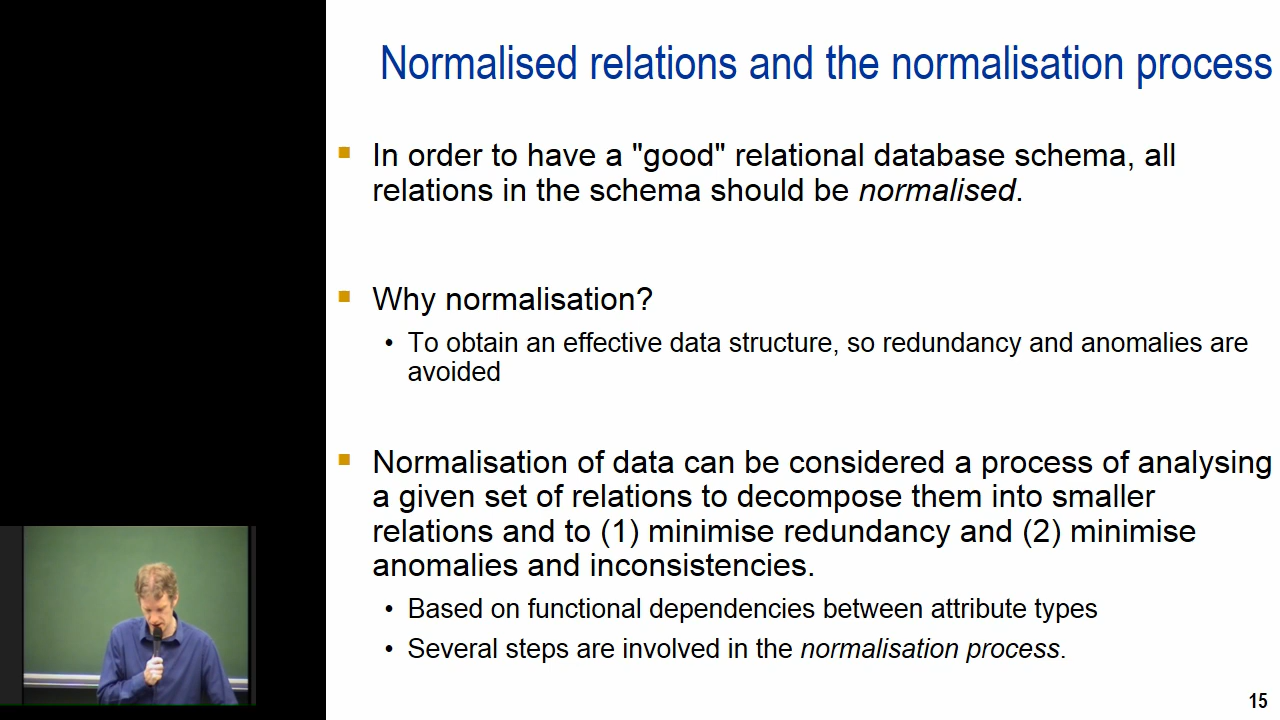 Normalised relations and the normalisation process
In order to have a "good" relational database schema, all
relations in the schema should be normalised.
Why normalisation?
• To obtain an effective data structure, so redundancy and anomalies are
avoided
Normalisation of data can be considered a process of analysing
a given set of relations to decompose them into smaller
relations and to (1) minimise redundancy and (2) minimise
anomalies and inconsistencies.
• Based on functional dependencies between attribute types
• Several steps are involved in the normalisation process.
15